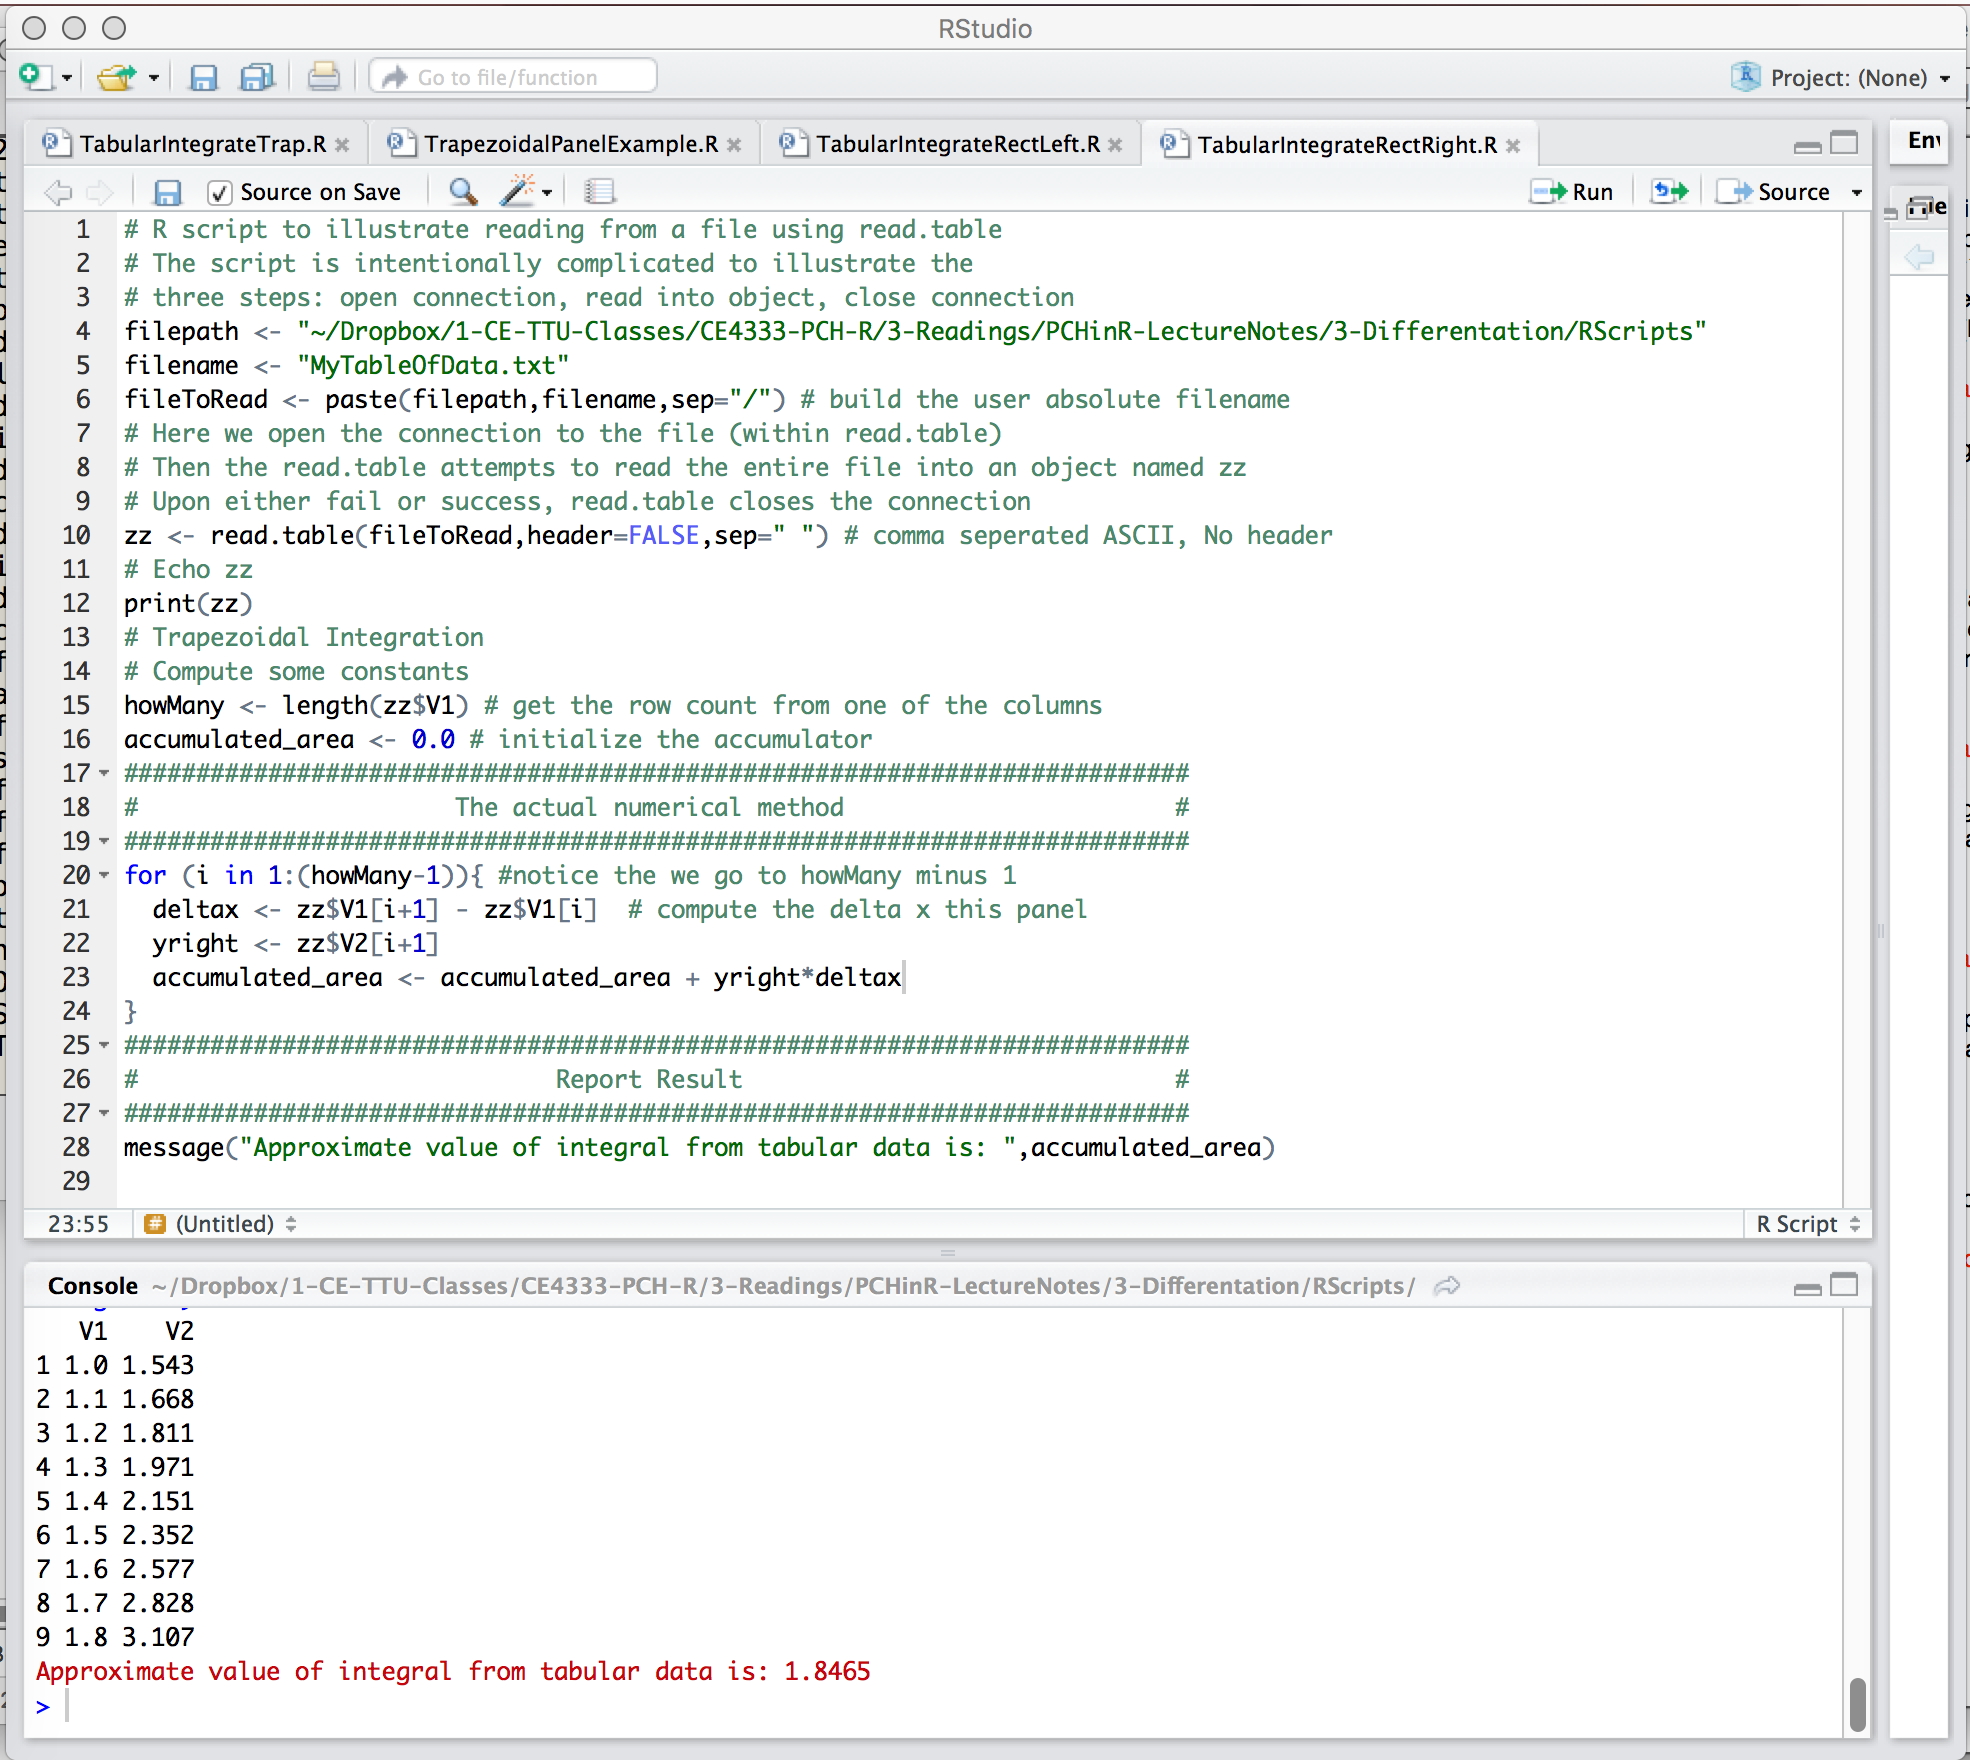 RStudio
Go to file/function
Project: (None)
TabularIntegrateTrap.R
TrapezoidalPanelExample.R
TabularIntegrateRectLeft.R
TabularIntegrateRectRight.R
Source on Save
Run
Source
1 # R script to illustrate reading from a file using read.table
2 # The script is intentionally complicated to illustrate the
3 # three steps: open connection, read into object, close connection
4 filepath <- "~/Dropbox/1-CE-TTU-Classes/CE4333-PCH-R/3-Readings/PCHinR-LectureNotes/3-Differentation/RScripts"
5 filename <- "MyTableOfData.txt"
6 fileToRead <- paste(filepath,filename,sep="/") # build the user absolute filename
7 # Here we open the connection to the file (within read.table)
8 # Then the read.table attempts to read the entire file into an object named zz
9 # Upon either fail or success, read.table closes the connection
10 zz <- read.table(fileToRead,header=FALSE,sep=" ") # comma seperated ASCII, No header
11 # Echo zz
12 print(zz)
13 # Trapezoidal Integration
14 # Compute some constants
15 howMany <- length(zz$V1) # get the row count from one of the columns
16 accumulated_area <- 0.0 # initialize the accumulator
17 ##########################################################################
18 #                      The actual numerical method                       #
19 ##########################################################################
20 for (i in 1:(howMany-1)){ #notice the we go to howMany minus 1
21   deltax <- zz$V1[i+1] - zz$V1[i]  # compute the delta x this panel
22   yright <- zz$V2[i+1]
23   accumulated_area <- accumulated_area + yright*deltax
24 }
25 ##########################################################################
26 #                             Report Result                              #
27 ##########################################################################
28 message("Approximate value of integral from tabular data is: ",accumulated_area)
29
23:55
(Untitled)
R Script
Console ~/Dropbox/1-CE-TTU-Classes/CE4333-PCH-R/3-Readings/PCHinR-LectureNotes/3-Differentation/RScripts/
V1 V2
1 1.0 1.543
2 1.1 1.668
3 1.2 1.811
4 1.3 1.971
5 1.4 2.151
6 1.5 2.352
7 1.6 2.577
8 1.7 2.828
9 1.8 3.107
Approximate value of integral from tabular data is: 1.8465
>